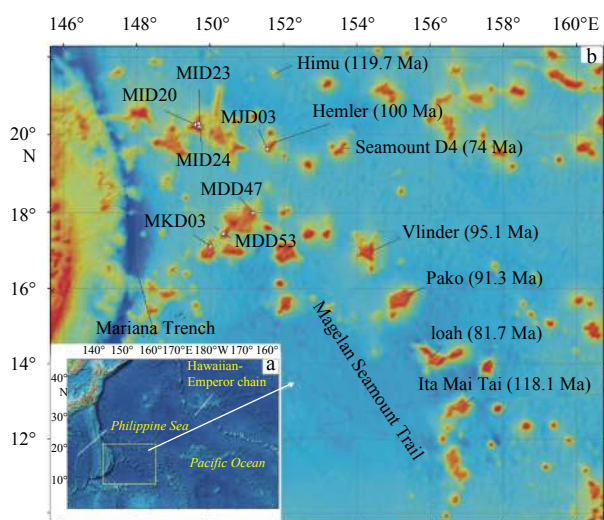 146° 148° 150° 152° 154° 156° 158° 160°E
b
Himu (119.7 Ma)
MID23
MID20
MJD03
Hemler (100 Ma)
20°
N
Seamount D4 (74 Ma)
MID24
MDD47
18°
MKD03
MDD53
Vlinder (95.1 Ma)
Pako (91.3 Ma)
16°
Mariana Trench
Magelan Seamount Trail
loah (81.7 Ma)
14°
Ita Mai Tai (118.1 Ma)
12°
10°
140° 150° 160° 170°E 180°W 170° 160°
a
40°
N
Hawaiian-
Emperor chain
30°
Philippine Sea
20°
Pacific Ocean
10°